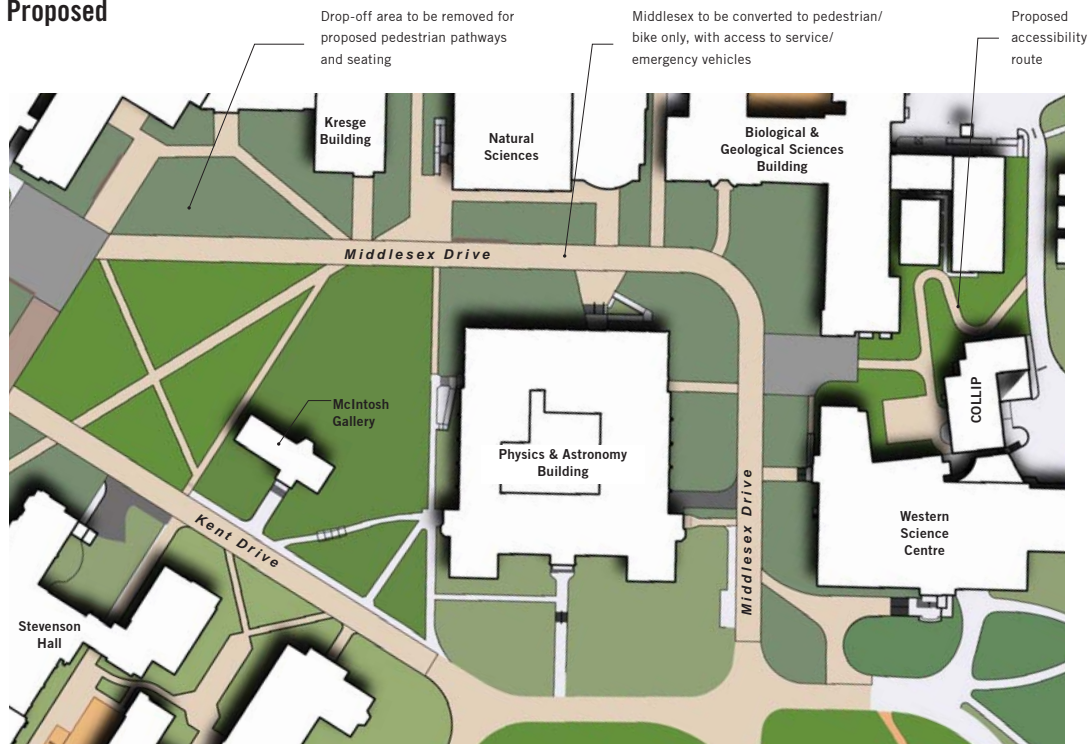 Proposed
Drop-off area to be removed for
proposed pedestrian pathways
and seating
Middlesex to be converted to pedestrian/
bike only, with access to service/
emergency vehicles
Proposed
accessibility
route
Kresge
Building
Natural
Sciences
Biological &
Geological Sciences
Building
Middlesex Drive
McIntosh
Gallery
COLLIP
Physics & Astronomy
Building
Kent Drive
Middlesex Drive
Western
Science
Centre
Stevenson
Hall